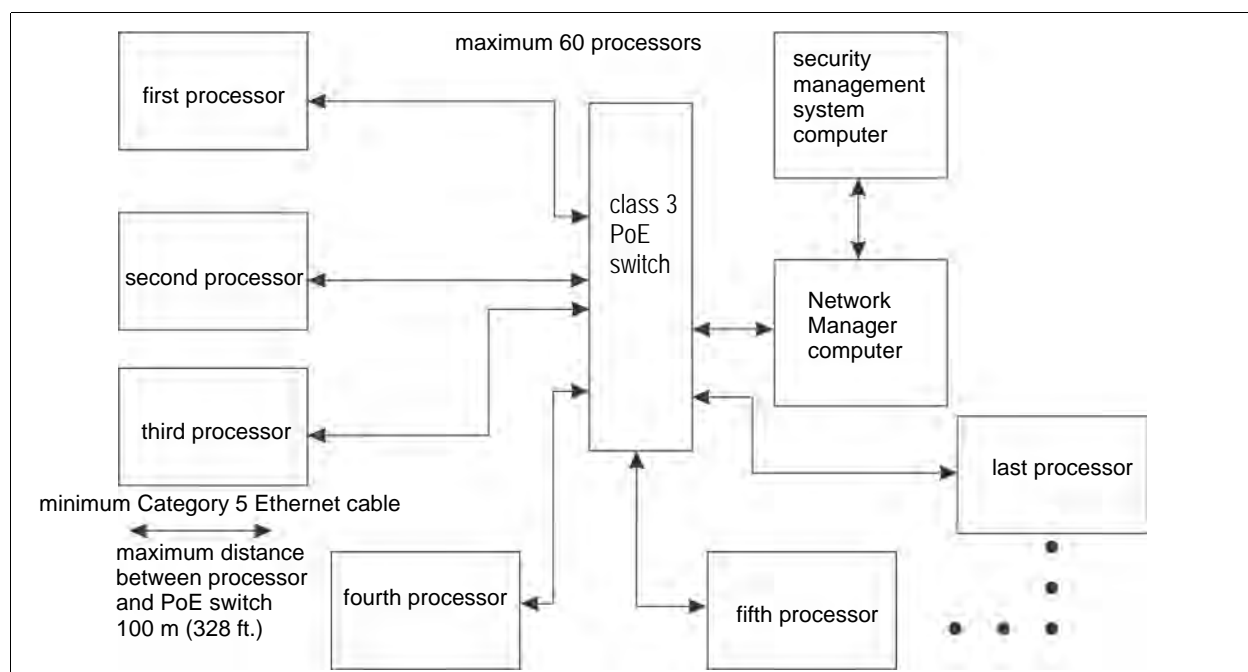 maximum 60 processors
first processor
security
management
system
computer
class 3
PoE
switch
second processor
Network
Manager
computer
third processor
last processor
minimum Category 5 Ethernet cable
maximum distance
between processor
and PoE switch
100 m (328 ft.)
fourth processor
fifth processor